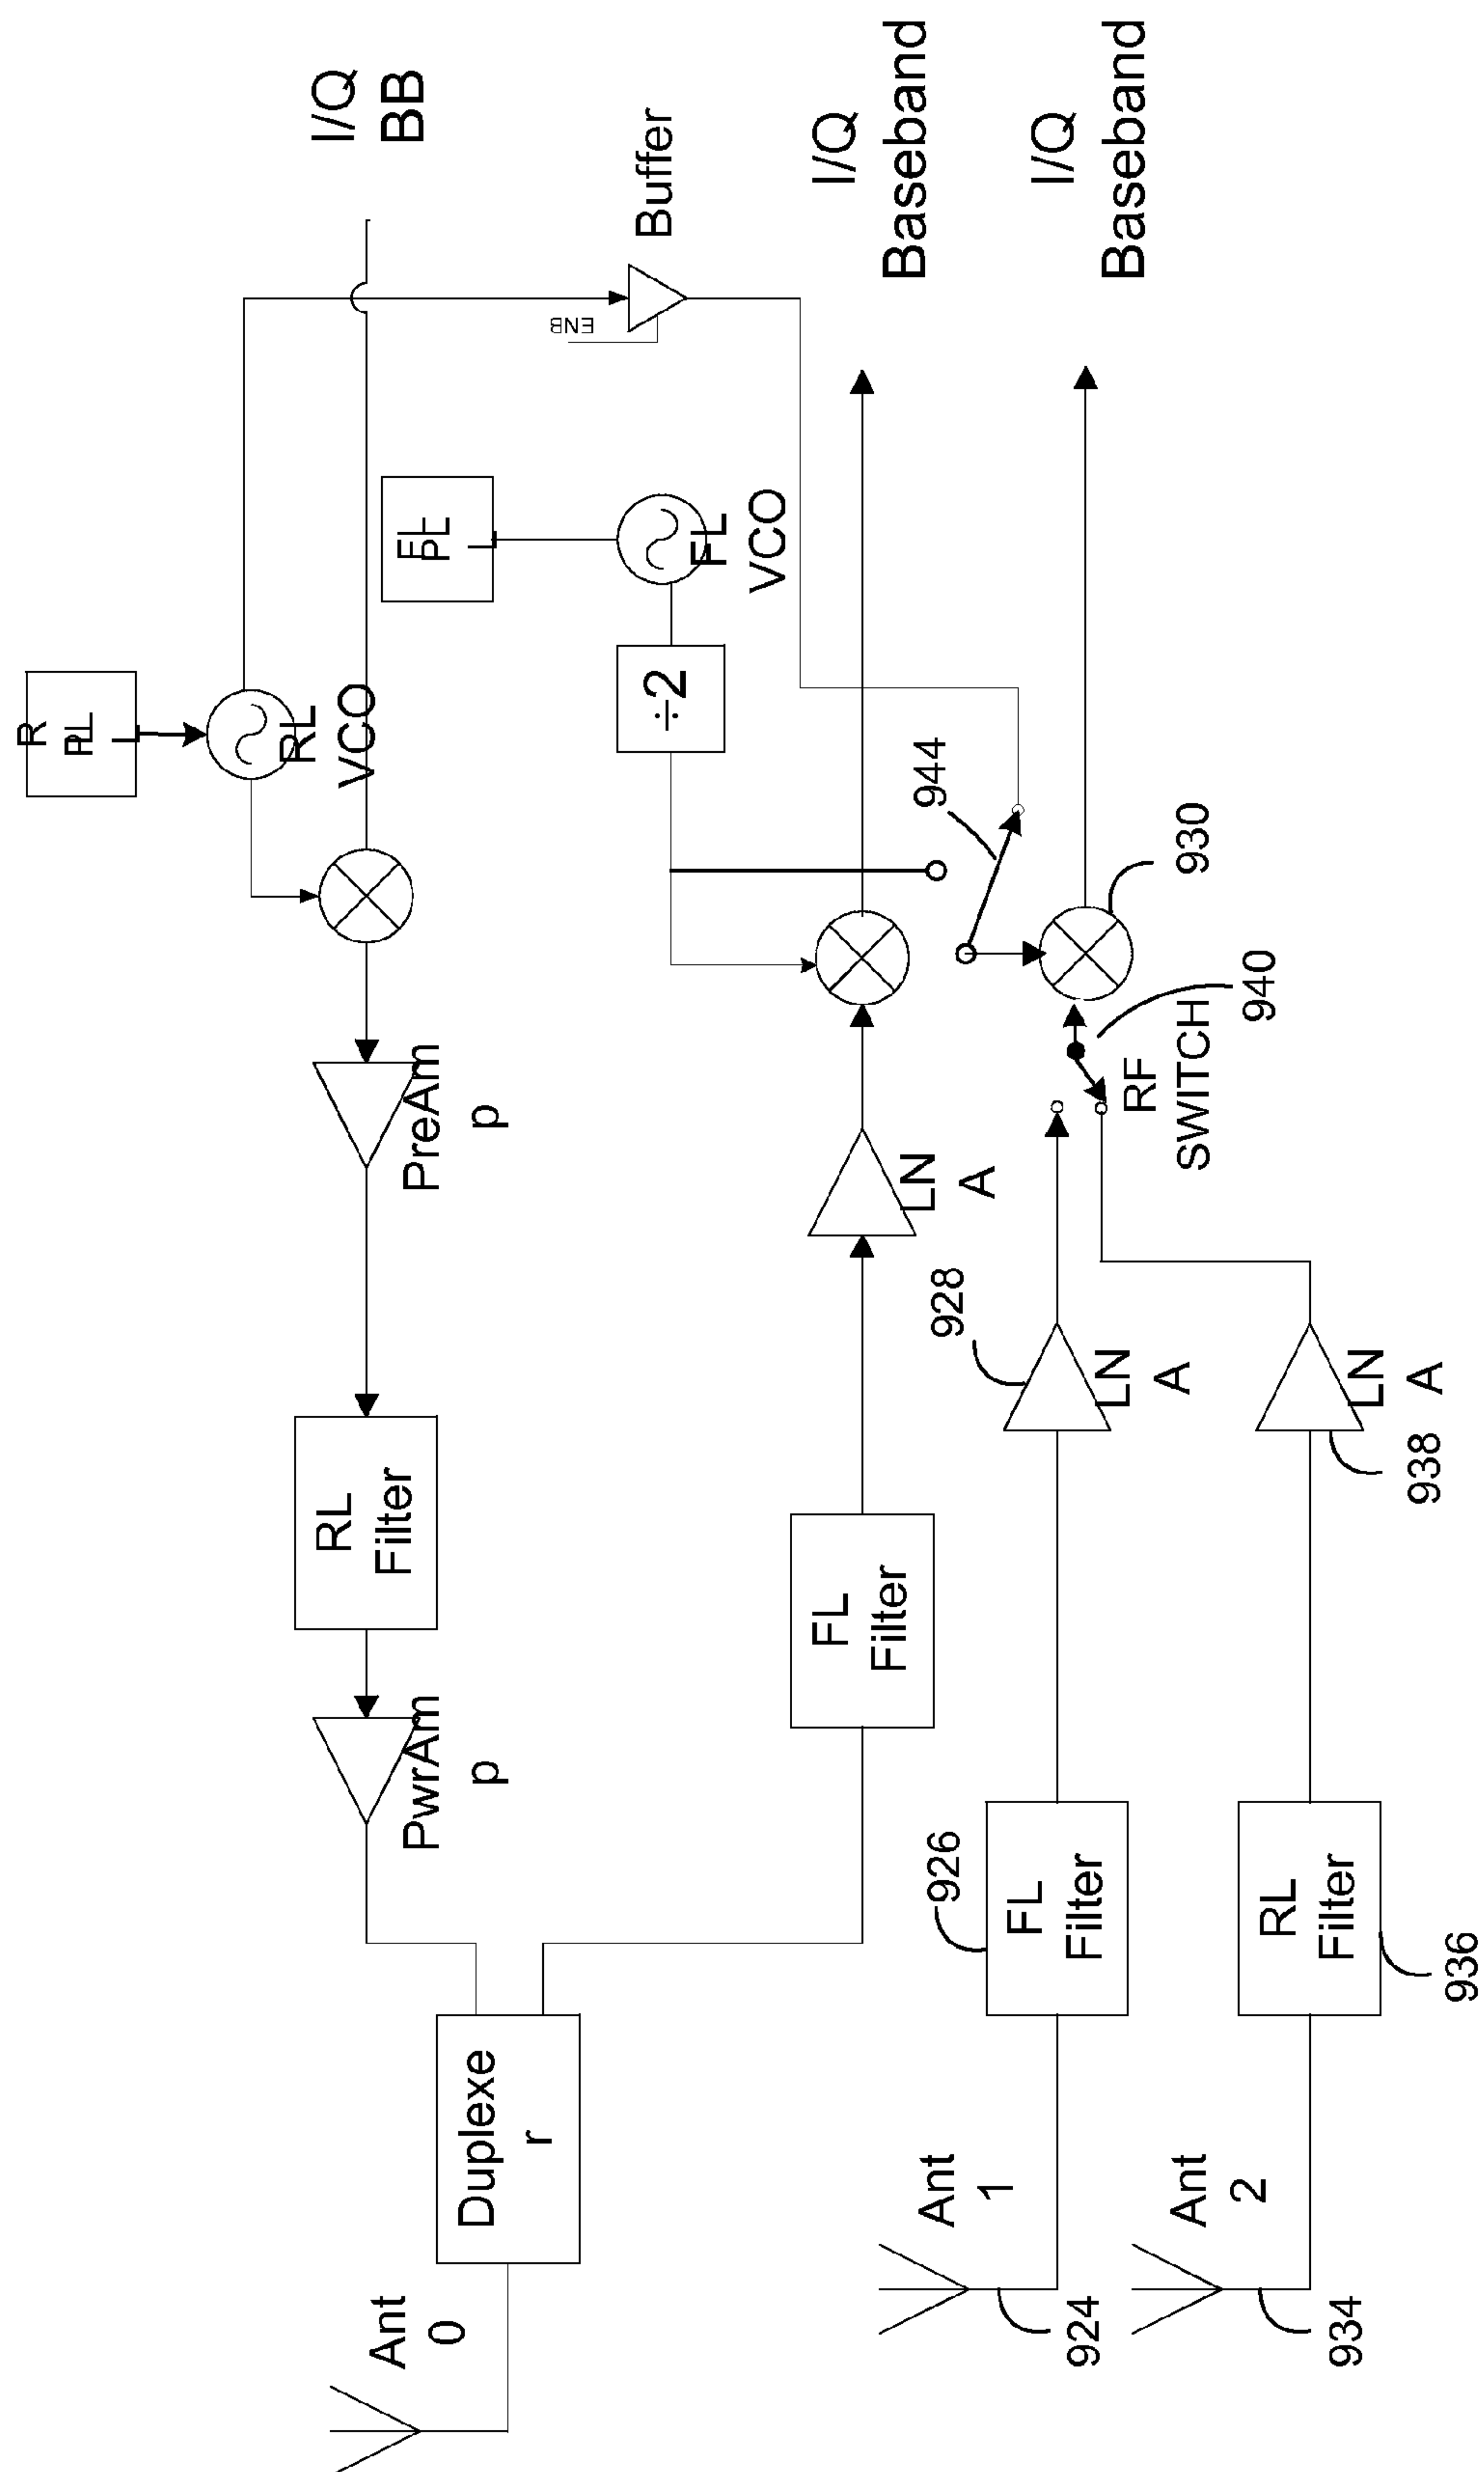 R
PL
L
RL
VCO
I/Q
BB
Ant
0
PwrAm
p
RL
Filter
PreAm
p
FL
PL
L
Duplexe
r
ENB
Buffer
÷2
FL
VCO
FL
Filter
LN
A
I/Q
Baseband
944
Ant
1
924
926
FL
Filter
928
LN
A
RF
SWITCH
940
930
I/Q
Baseband
Ant
2
934
RL
Filter
936
938
LN
A